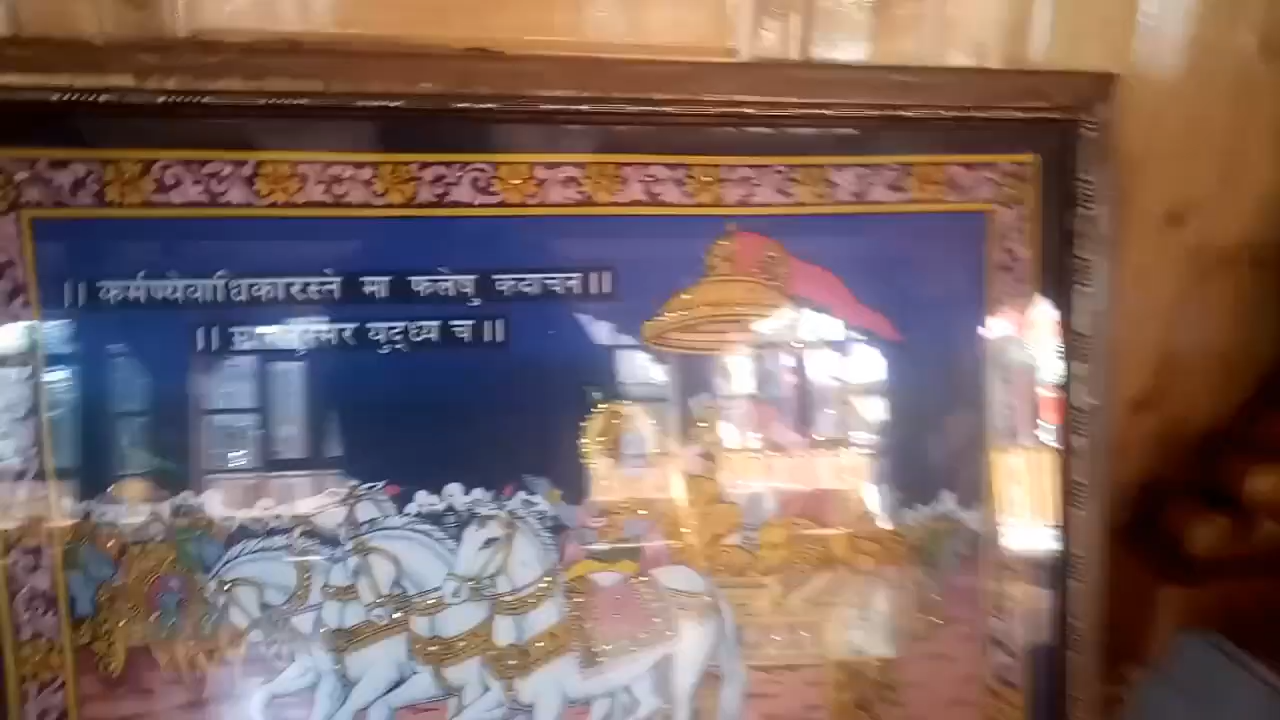 ॥ कर्मण्येवाधिकारस्ते मा फलेषु कदाचन॥
॥ युद्ध्य च॥